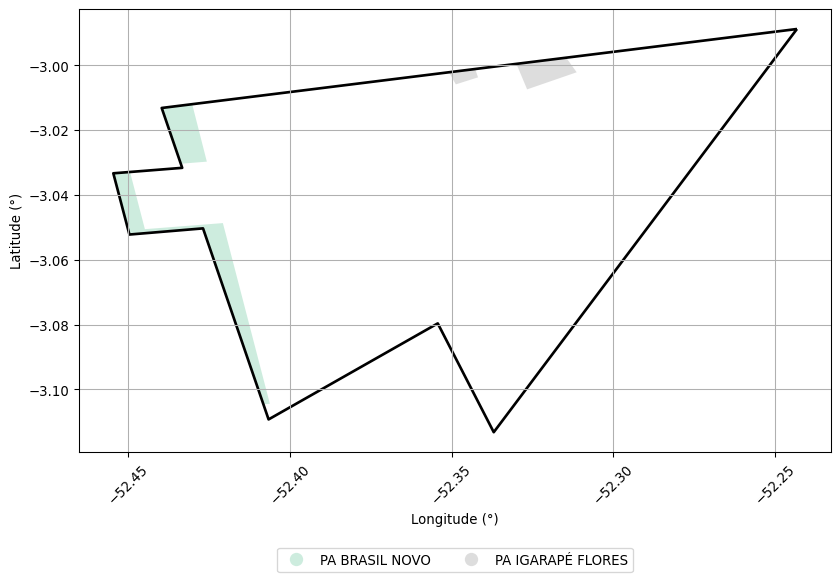 −3.00
−3.02
−3.04
−3.06
−3.08
−3.10
Latitude (°)
−52.45
−52.40
−52.35
−52.30
−52.25
Longitude (°)
PA BRASIL NOVO
PA IGARAPÉ FLORES